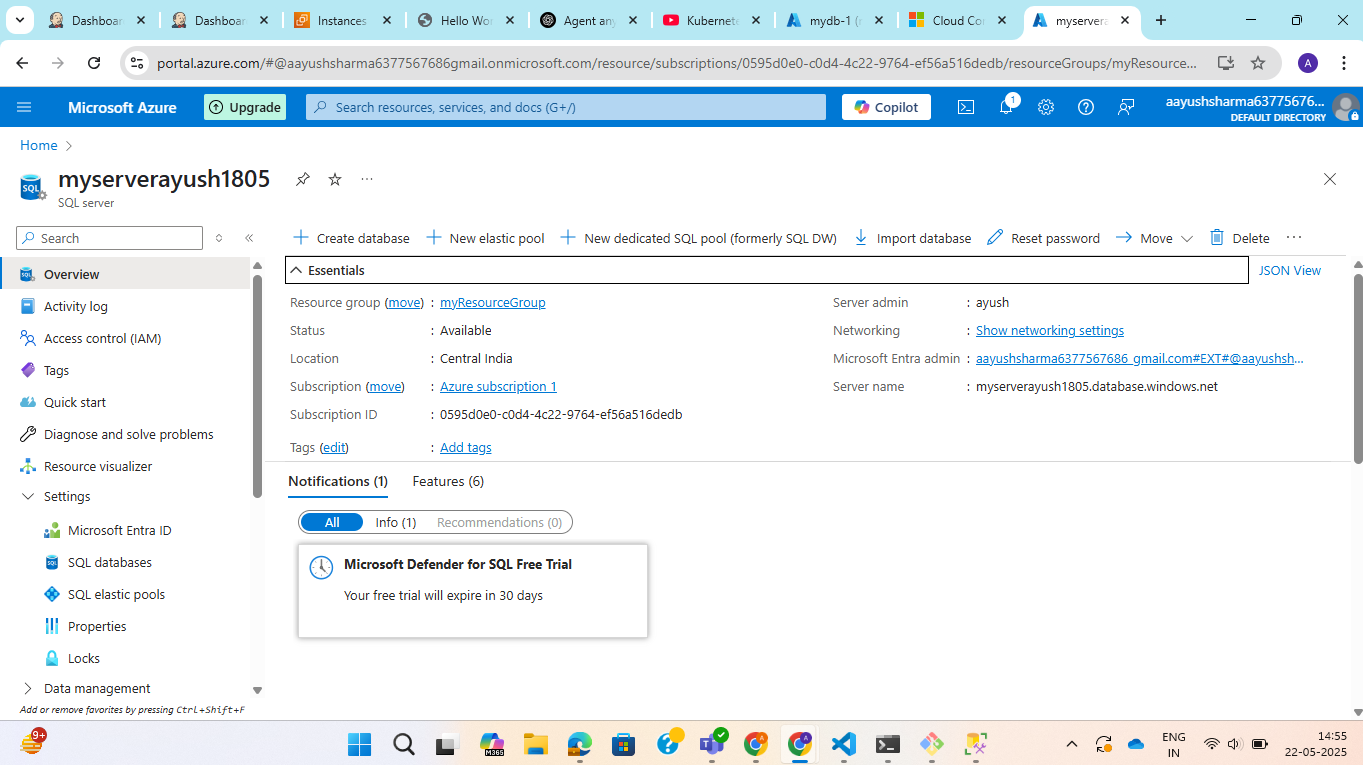 Dashboar
Dashboar
Instances
Hello Wor
Agent any
Kubernete
mydb-1 (m
Cloud Co
myservera
portal.azure.com/#@aayushsharma6377567686gmail.onmicrosoft.com/resource/subscriptions/0595d0e0-c0d4-4c22-9764-ef56a516dedb/resourceGroups/myResource...
A
Microsoft Azure
Upgrade
Search resources, services, and docs (G+/)
Copilot
1
aayushsharma63775676...
DEFAULT DIRECTORY
Home
myserverayush1805
SQL server
Search
Create database
New elastic pool
New dedicated SQL pool (formerly SQL DW)
Import database
Reset password
Move
Delete
Overview
Activity log
Access control (IAM)
Tags
Quick start
Diagnose and solve problems
Resource visualizer
Settings
Microsoft Entra ID
SQL databases
SQL elastic pools
Properties
Locks
Data management
Add or remove favorites by pressing Ctrl+Shift+F
Essentials
JSON View
Resource group (move) : myResourceGroup
Status : Available
Location : Central India
Subscription (move) : Azure subscription 1
Subscription ID : 0595d0e0-c0d4-4c22-9764-ef56a516dedb
Tags (edit) : Add tags
Server admin : ayush
Networking : Show networking settings
Microsoft Entra admin : aayushsharma6377567686_gmail.com#EXT#@aayushsh...
Server name : myserverayush1805.database.windows.net
Notifications (1)
Features (6)
All
Info (1)
Recommendations (0)
Microsoft Defender for SQL Free Trial
Your free trial will expire in 30 days
9+
M365
ENG
IN
14:55
22-05-2025